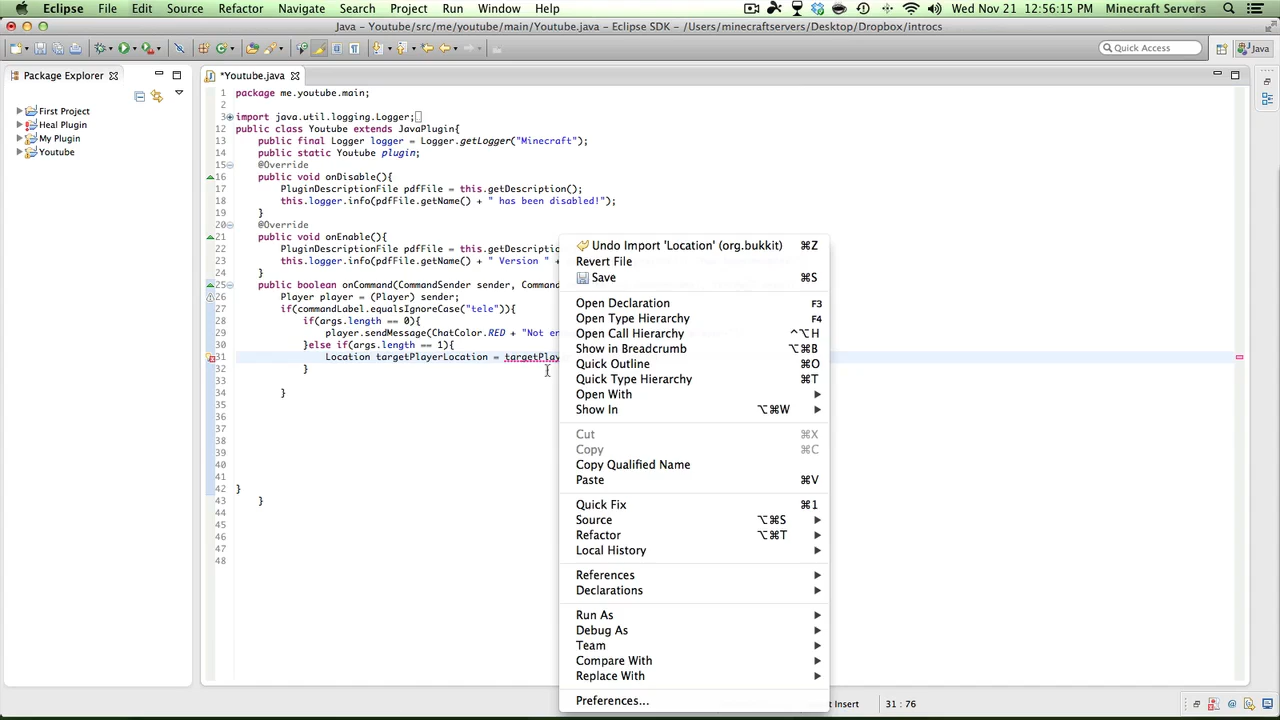 Eclipse File Edit Source Refactor Navigate Search Project Run Window Help Wed Nov 21 12:56:15 PM Minecraft Servers
Java - Youtube/src/me/youtube/main/Youtube.java - Eclipse SDK - /Users/minecraftservers/Desktop/Dropbox/introcs
Quick Access Java
Package Explorer
First Project
Heal Plugin
My Plugin
Youtube
*Youtube.java
1 package me.youtube.main;
2
3 import java.util.logging.Logger;
12 public class Youtube extends JavaPlugin{
13 public final Logger logger = Logger.getLogger("Minecraft");
14 public static Youtube plugin;
15 @Override
16 public void onDisable(){
17 PluginDescriptionFile pdfFile = this.getDescription();
18 this.logger.info(pdfFile.getName() + " has been disabled!");
19 }
20 @Override
21 public void onEnable(){
22 PluginDescriptionFile pdfFile = this.getDescriptio
23 this.logger.info(pdfFile.getName() + " Version " +
24 }
25 public boolean onCommand(CommandSender sender, Command
26 Player player = (Player) sender;
27 if(commandLabel.equalsIgnoreCase("tele")){
28 if(args.length == 0){
29 player.sendMessage(ChatColor.RED + "Not en
30 }else if(args.length == 1){
31 Location targetPlayerLocation = targetPlay
32 }
33
34 }
35
36
37
38
39
40
41
42 }
43 }
44
45
46
47
48
Undo Import 'Location' (org.bukkit) ⌘Z
Revert File
Save ⌘S
Open Declaration F3
Open Type Hierarchy F4
Open Call Hierarchy ^⌥H
Show in Breadcrumb ⌥⌘B
Quick Outline ⌘O
Quick Type Hierarchy ⌘T
Open With
Show In ⌥⌘W
Cut ⌘X
Copy ⌘C
Copy Qualified Name
Paste ⌘V
Quick Fix ⌘1
Source ⌥⌘S
Refactor ⌥⌘T
Local History
References
Declarations
Run As
Debug As
Team
Compare With
Replace With
Preferences...
Insert 31 : 76